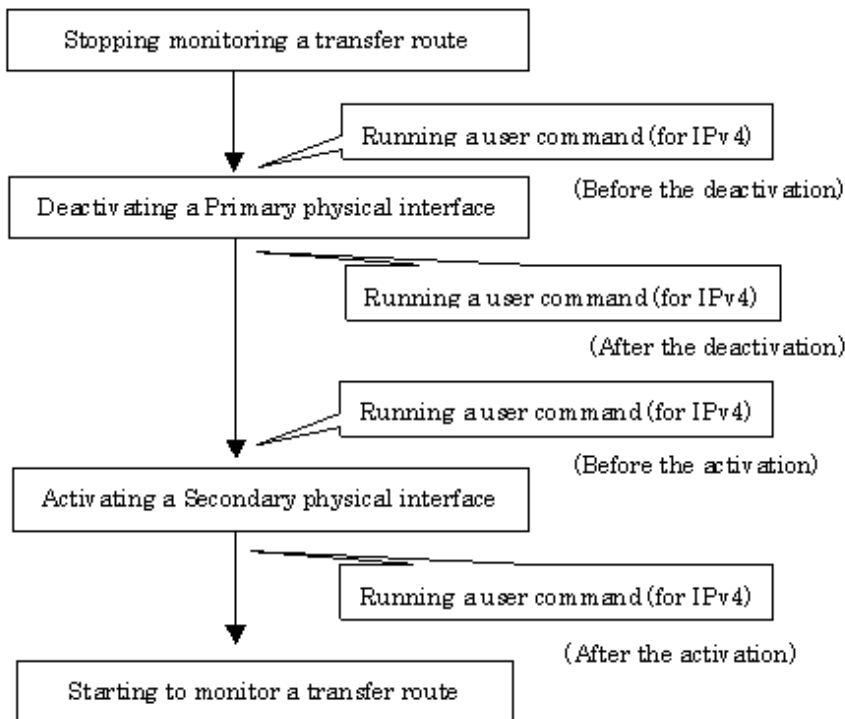 Stopping monitoring a transfer route
Running a user command (for IPv4)
(Before the deactivation)
Deactivating a Primary physical interface
Running a user command (for IPv4)
(After the deactivation)
Running a user command (for IPv4)
(Before the activation)
Activating a Secondary physical interface
Running a user command (for IPv4)
(After the activation)
Starting to monitor a transfer route